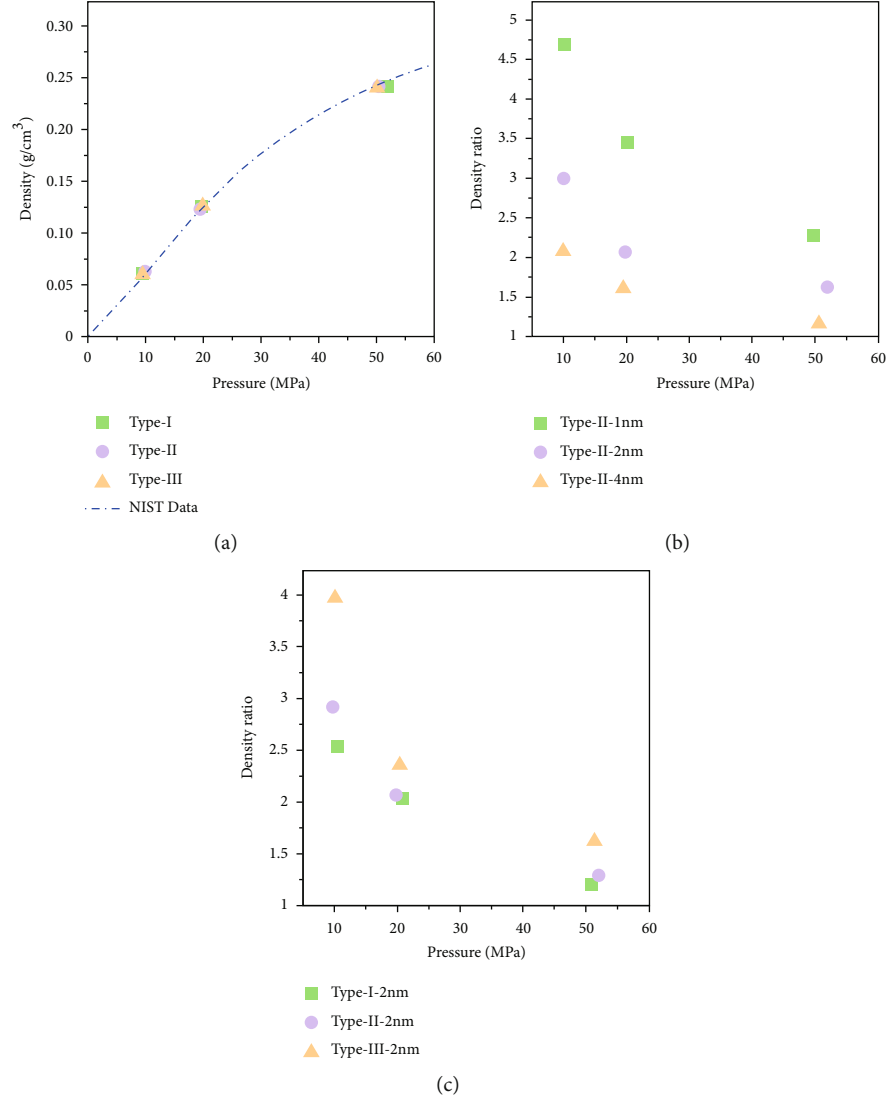 0.30
0.25
0.20
0.15
0.10
0.05
0
Density (g/cm³)
0 10 20 30 40 50 60
Pressure (MPa)
Type-I
Type-II
Type-III
NIST Data
(a)
5
4.5
4
3.5
3
2.5
2
1.5
1
Density ratio
10 20 30 40 50 60
Pressure (MPa)
Type-II-1nm
Type-II-2nm
Type-II-4nm
(b)
4
3.5
3
2.5
2
1.5
1
Density ratio
10 20 30 40 50 60
Pressure (MPa)
Type-I-2nm
Type-II-2nm
Type-III-2nm
(c)